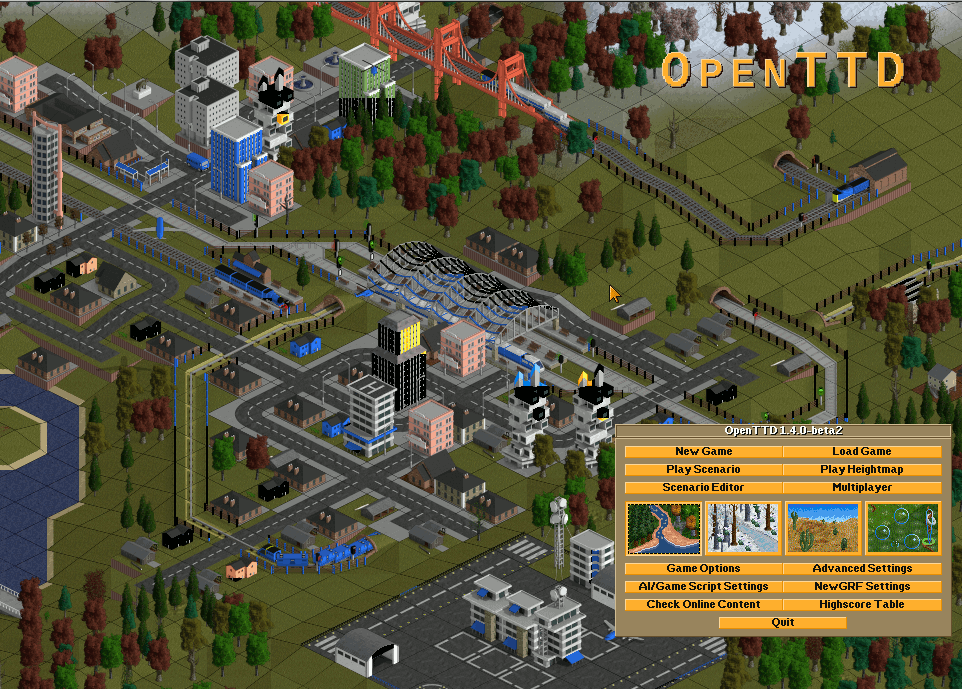 OPENTTD
OpenTTD 1.4.0-beta2
New Game
Load Game
Play Scenario
Play Heightmap
Scenario Editor
Multiplayer
Game Options
Advanced Settings
AI/Game Script Settings
NewGRF Settings
Check Online Content
Highscore Table
Quit